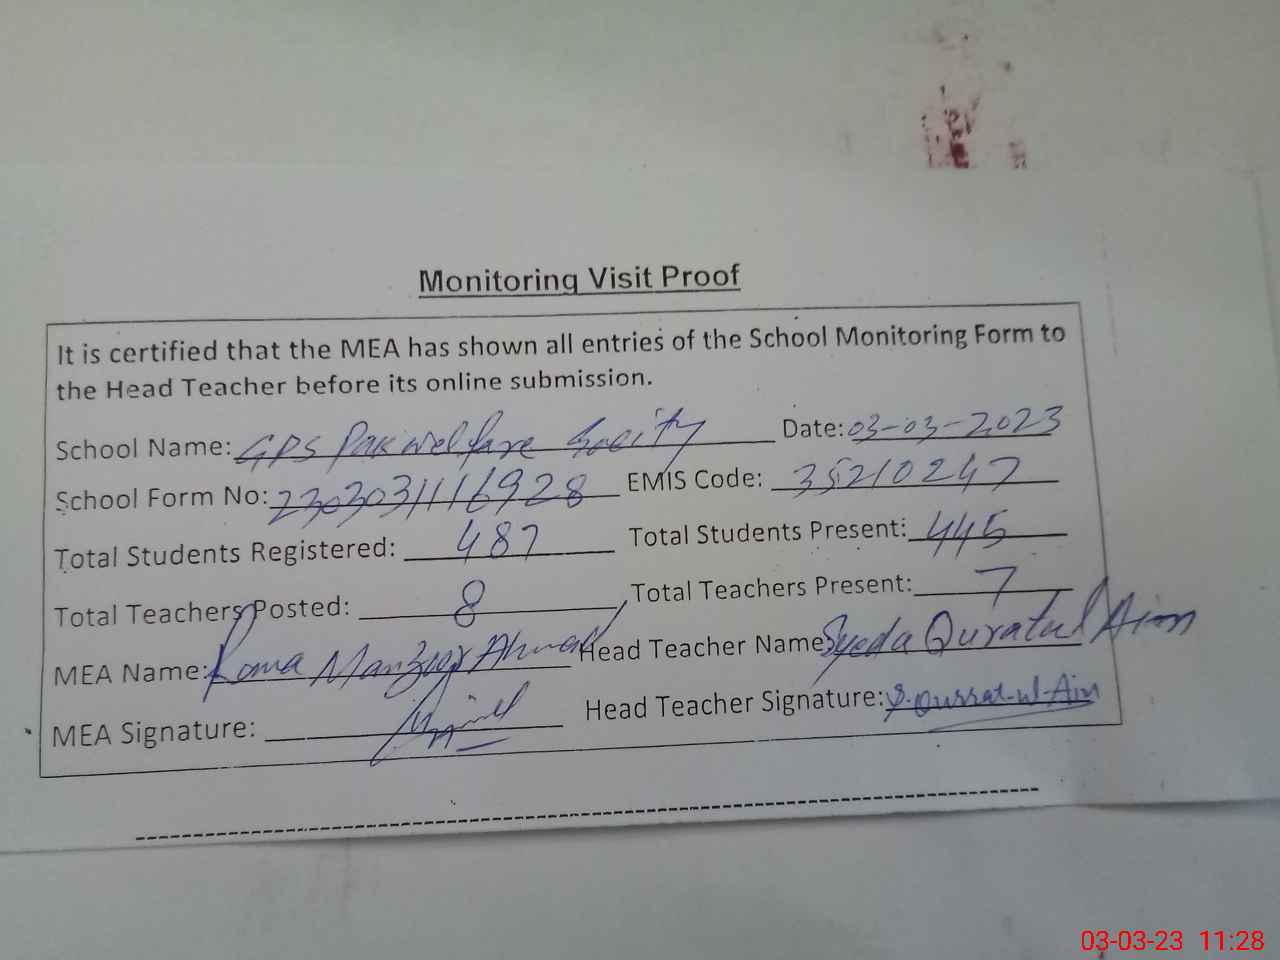 Monitoring Visit Proof
It is certified that the MEA has shown all entries of the School Monitoring Form to
the Head Teacher before its online submission.
School Name: GPS Pak welfare Socity Date: 03-03-2023
School Form No: 2303031116928 EMIS Code: 35210247
Total Students Registered: 487 Total Students Present: 445
Total Teachers Posted: 8 Total Teachers Present: 7
MEA Name: Rana Manzoor Ahmad Head Teacher Name: Syeda Quratul Aian
MEA Signature: Head Teacher Signature: S. Qurrat-ul-Ain
03-03-23 11:28